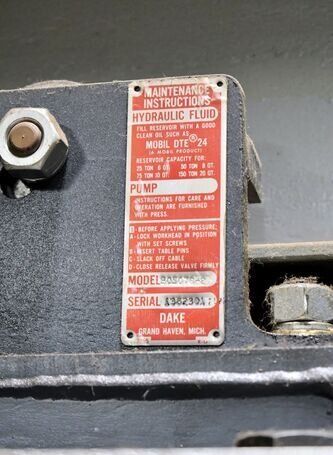 MAINTENANCE
INSTRUCTIONS
HYDRAULIC FLUID
FILL RESERVOIR WITH A GOOD
CLEAN OIL SUCH AS
MOBIL DTE® 24
(A MOBIL PRODUCT)
RESERVOIR CAPACITY FOR:
25 TON 6 QT. 50 TON 8 QT.
75 TON 10 QT. 150 TON 20 QT.
PUMP
INSTRUCTIONS FOR CARE AND
OPERATION ARE FURNISHED
WITH PRESS.
- BEFORE APPLYING PRESSURE;
A- LOCK WORKHEAD IN POSITION
WITH SET SCREWS
B- INSERT TABLE PINS
C- SLACK OFF CABLE
D- CLOSE RELEASE VALVE FIRMLY
MODEL
SERIAL
DAKE
GRAND HAVEN, MICH.